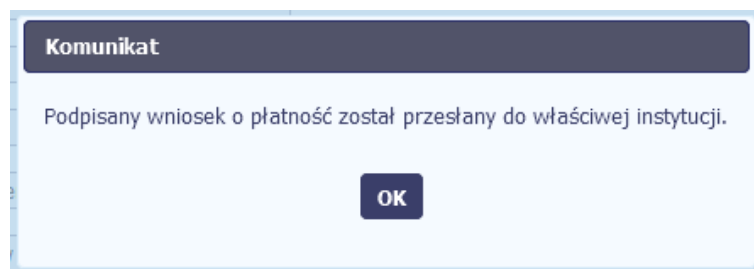 Komunikat
Podpisany wniosek o płatność został przesłany do właściwej instytucji.
OK